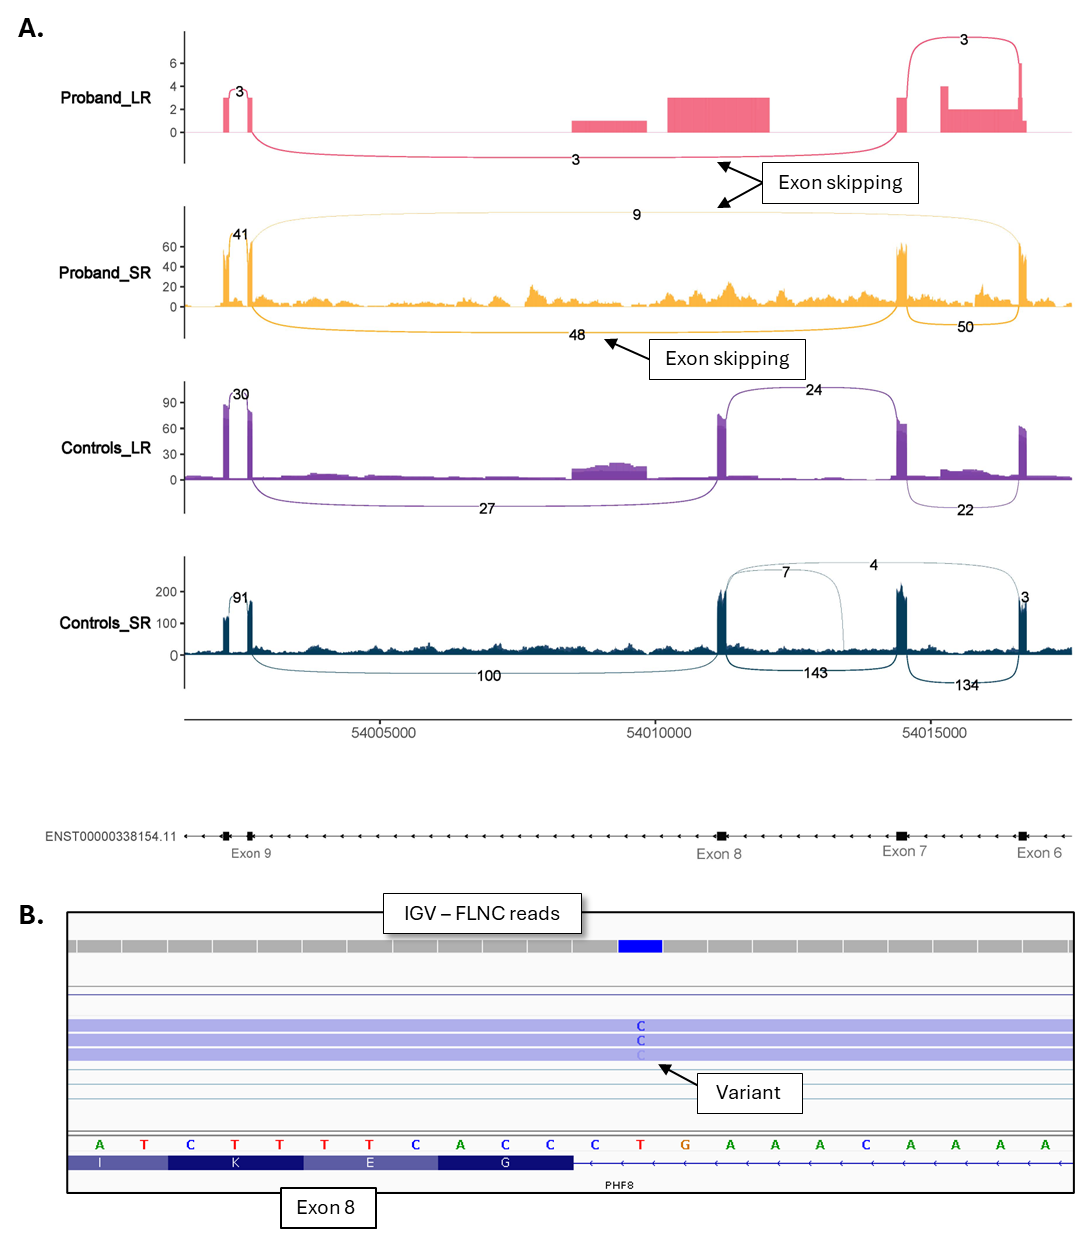 A.
3
3
6
4
2
0
Proband_LR
3
Exon skipping
9
41
60
40
20
0
Proband_SR
48
50
Exon skipping
30
24
90
60
30
0
Controls_LR
27
22
4
7
91
3
200
100
0
Controls_SR
100
143
134
54005000 54010000 54015000
ENST00000338154.11
Exon 9 Exon 8 Exon 7 Exon 6
B.
IGV – FLNC reads
C
C
C
Variant
A T C T T T T C A C C C T G A A A C A A A A
I K E G
PHF8
Exon 8